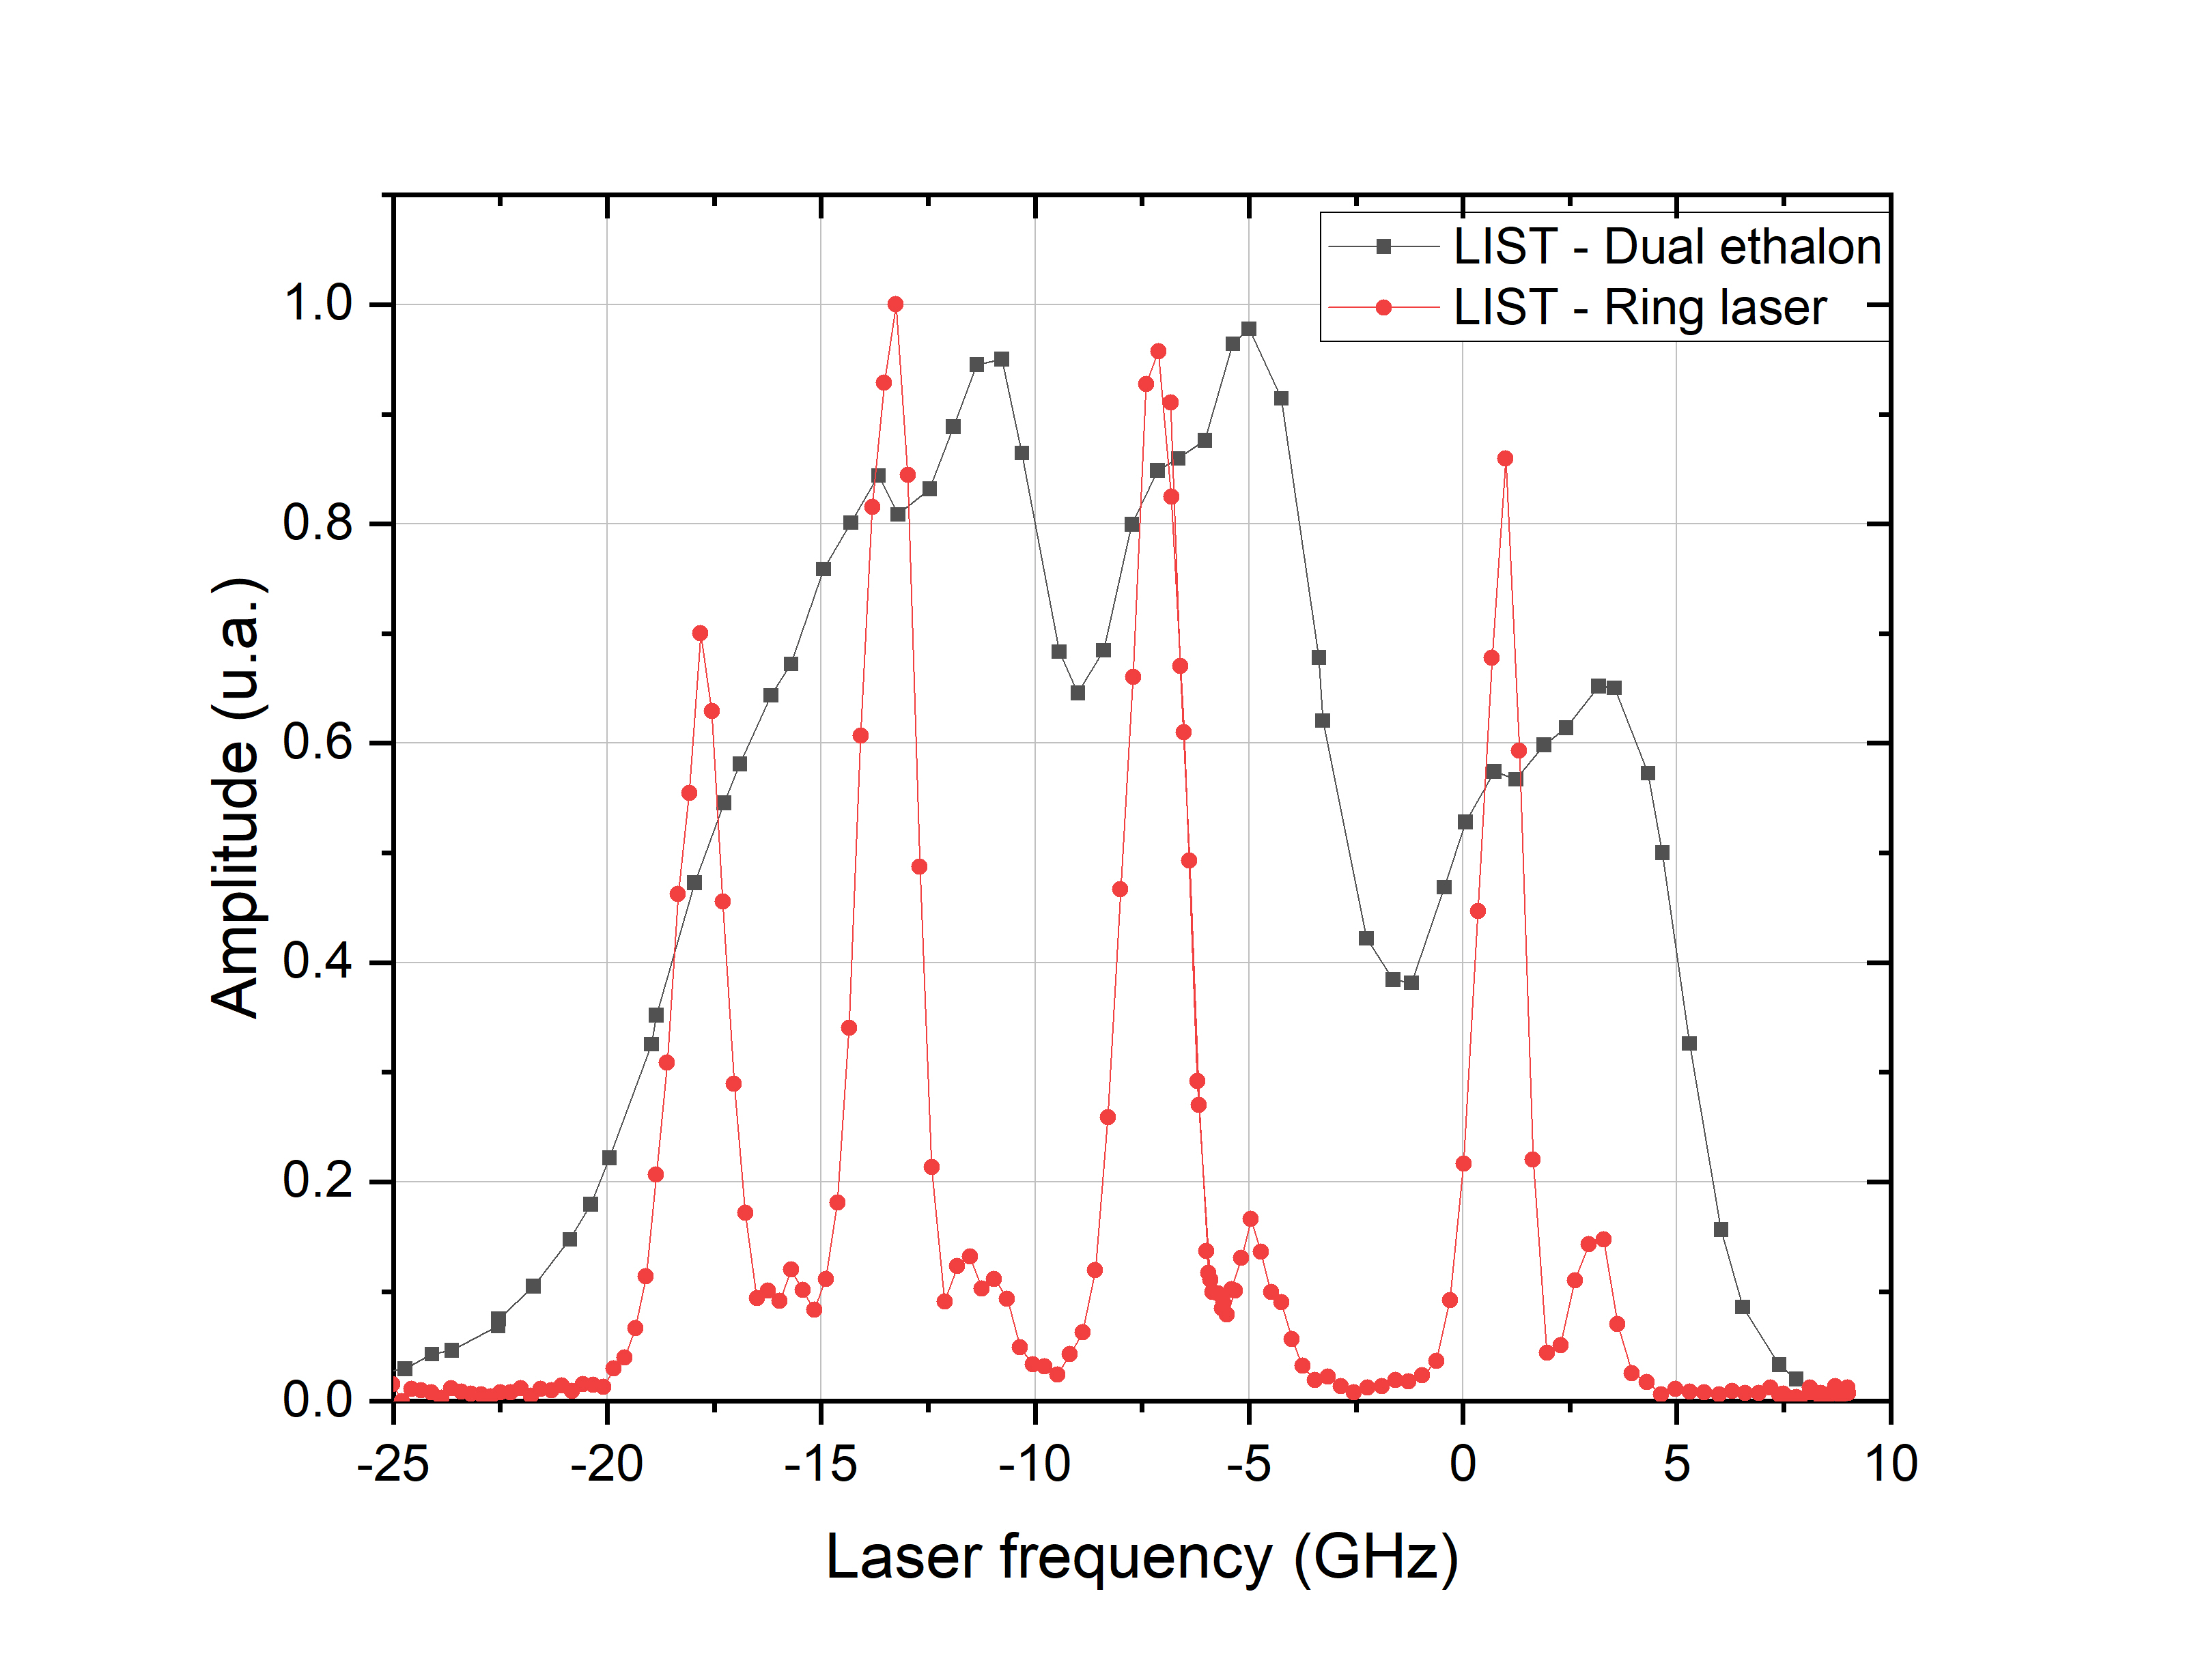 LIST - Dual ethalon
LIST - Ring laser
1.0
0.8
0.6
0.4
0.2
0.0
Amplitude (u.a.)
-25 -20 -15 -10 -5 0 5 10
Laser frequency (GHz)